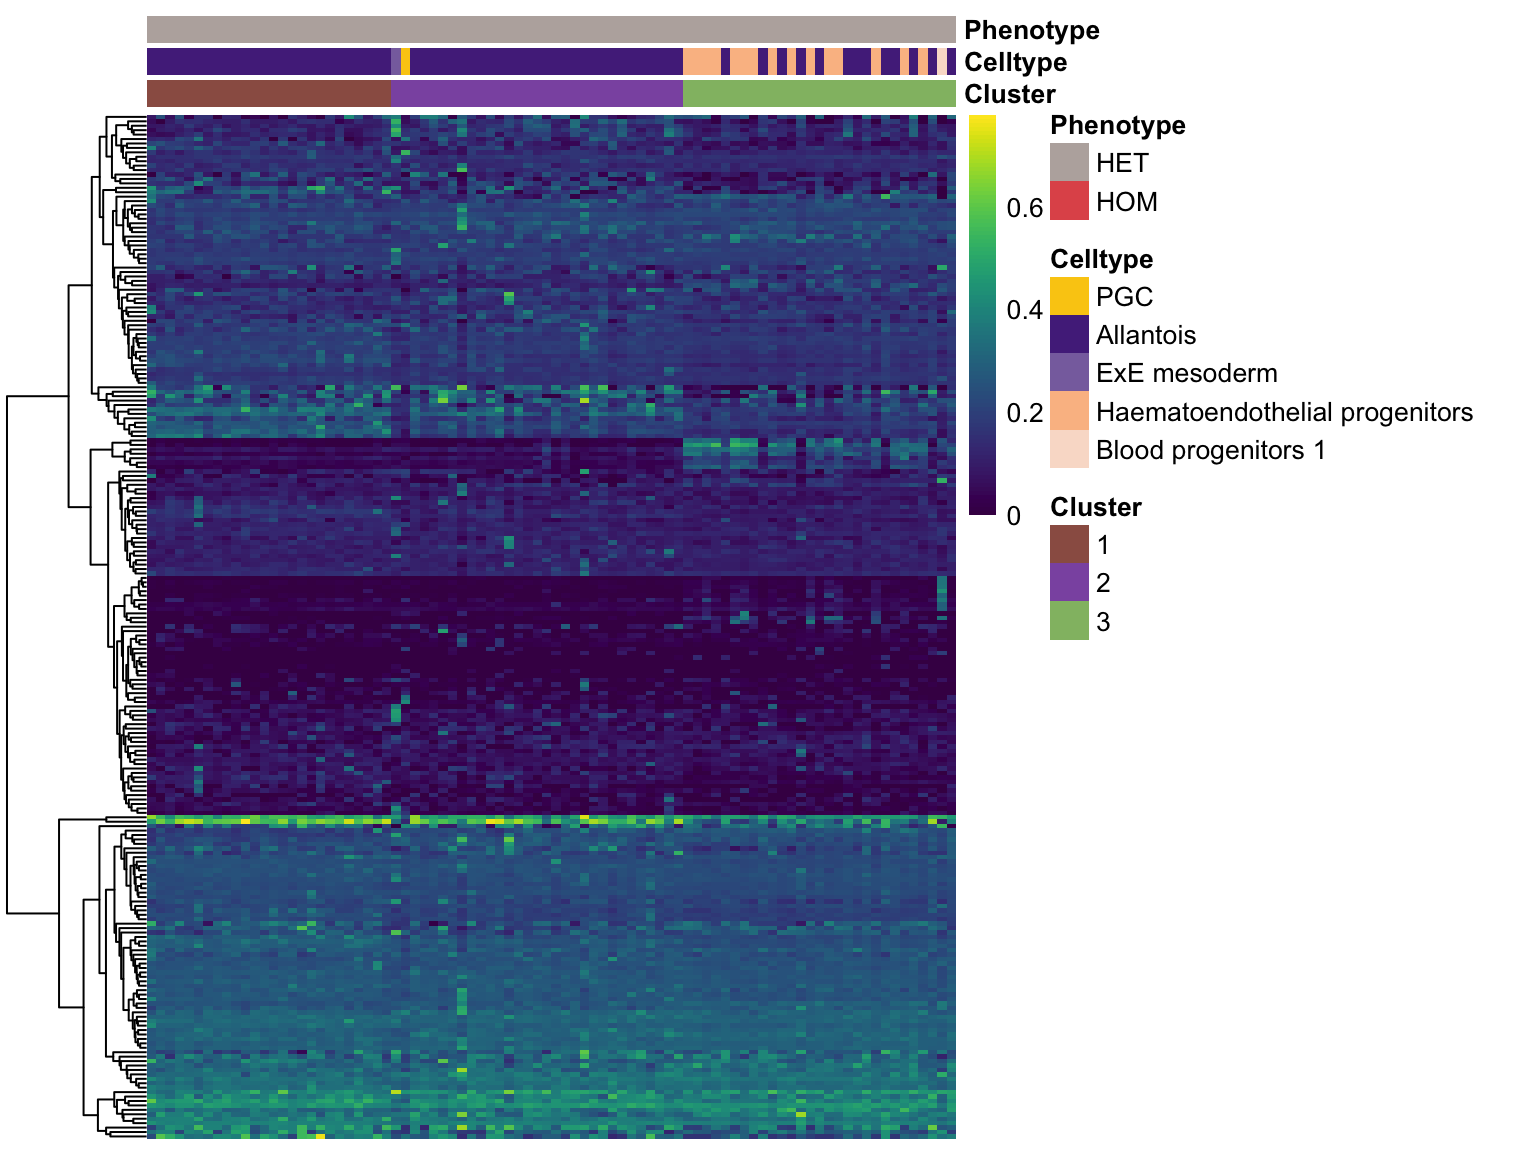 Phenotype
Celltype
Cluster
0.6
0.4
0.2
0
Phenotype
HET
HOM
Celltype
PGC
Allantois
ExE mesoderm
Haematoendothelial progenitors
Blood progenitors 1
Cluster
1
2
3